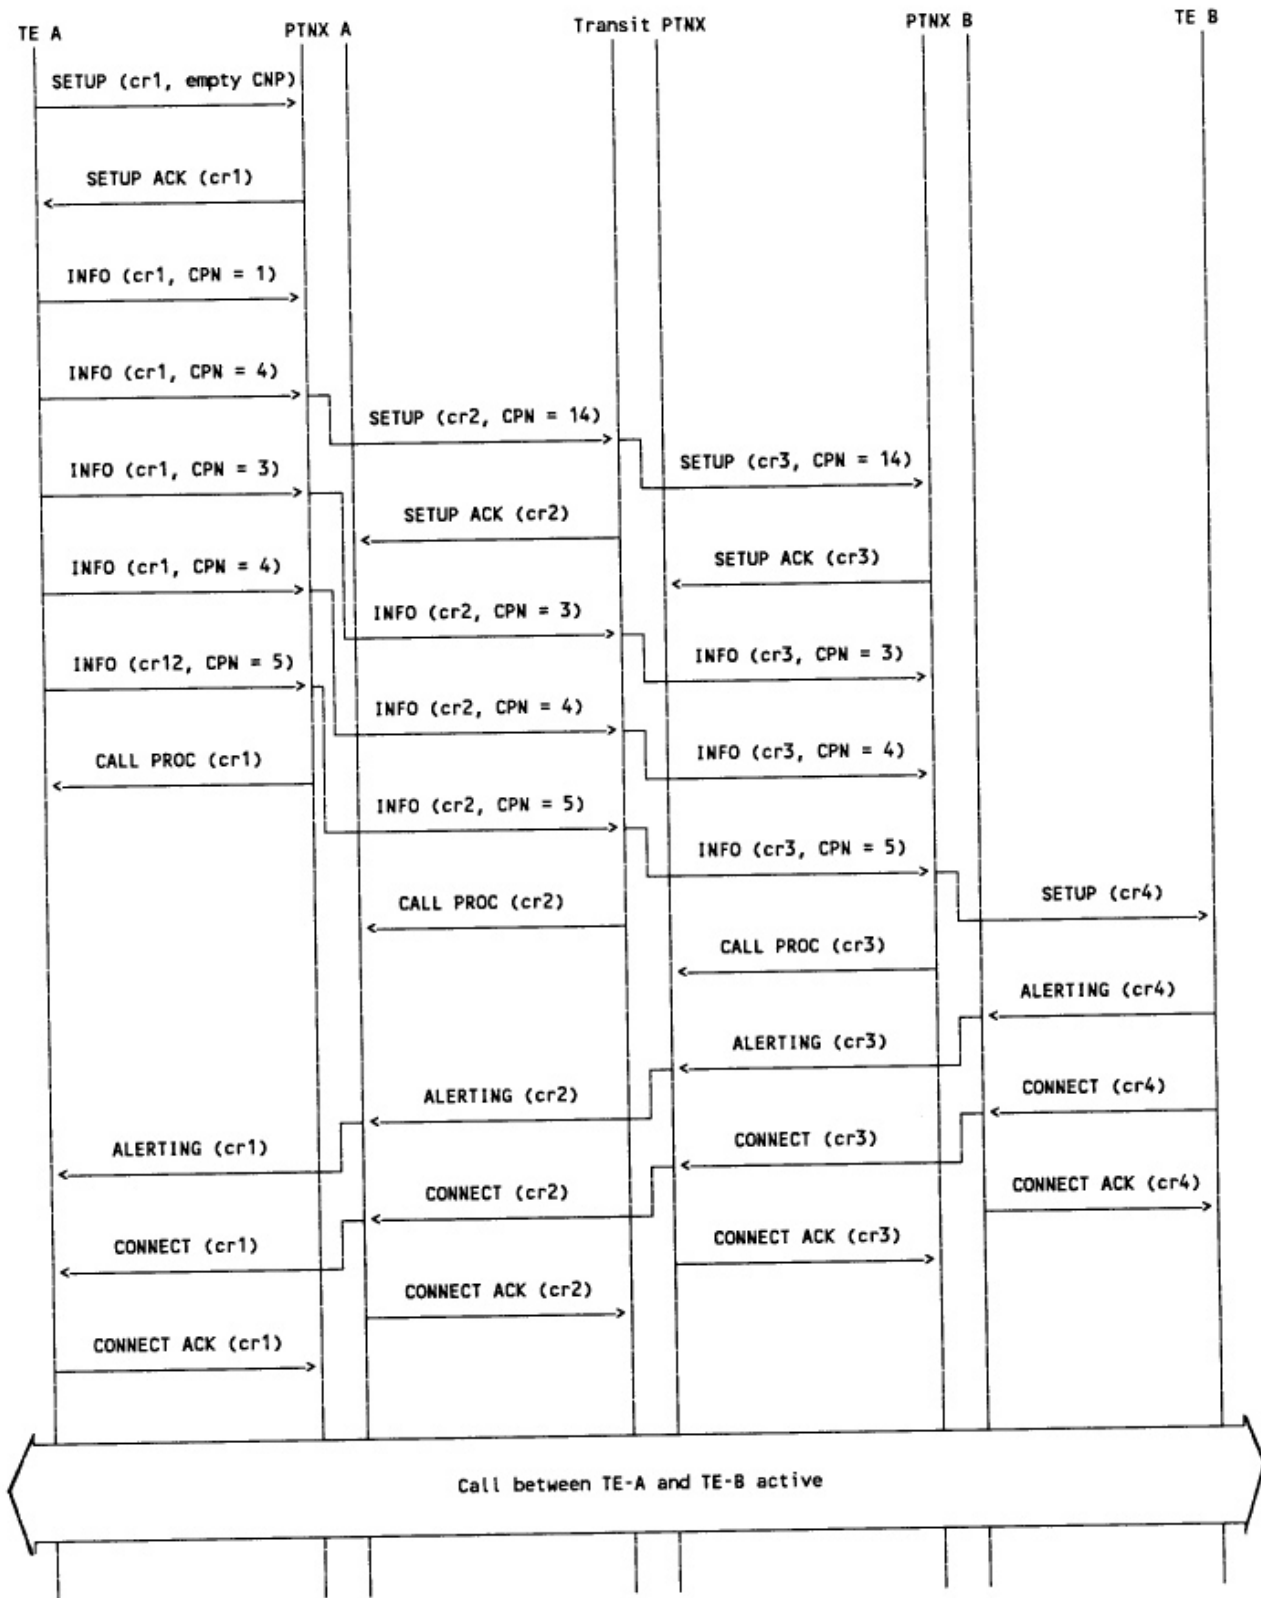 TE A
PTNX A
Transit PTNX
PTNX B
TE B
SETUP (cr1, empty CNP)
SETUP ACK (cr1)
INFO (cr1, CPN = 1)
INFO (cr1, CPN = 4)
SETUP (cr2, CPN = 14)
SETUP (cr3, CPN = 14)
INFO (cr1, CPN = 3)
SETUP ACK (cr2)
SETUP ACK (cr3)
INFO (cr1, CPN = 4)
INFO (cr2, CPN = 3)
INFO (cr3, CPN = 3)
INFO (cr12, CPN = 5)
INFO (cr2, CPN = 4)
INFO (cr3, CPN = 4)
CALL PROC (cr1)
INFO (cr2, CPN = 5)
INFO (cr3, CPN = 5)
SETUP (cr4)
CALL PROC (cr2)
CALL PROC (cr3)
ALERTING (cr4)
ALERTING (cr3)
ALERTING (cr2)
CONNECT (cr4)
ALERTING (cr1)
CONNECT (cr3)
CONNECT (cr2)
CONNECT ACK (cr4)
CONNECT (cr1)
CONNECT ACK (cr3)
CONNECT ACK (cr2)
CONNECT ACK (cr1)
Call between TE-A and TE-B active